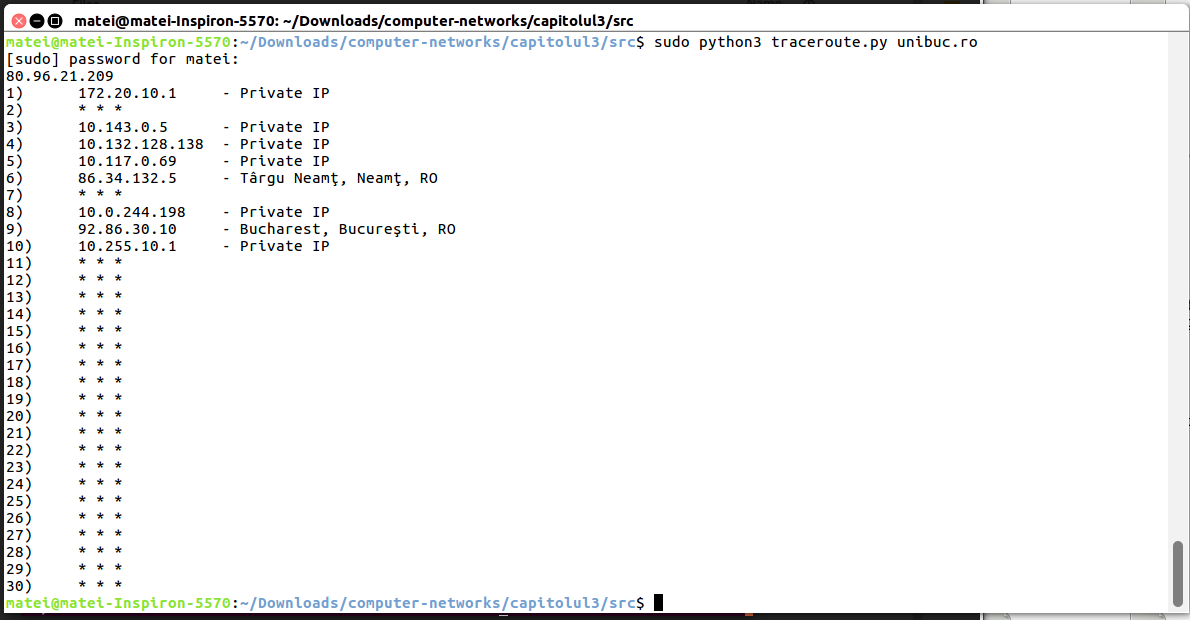 matei@matei-Inspiron-5570: ~/Downloads/computer-networks/capitolul3/src
matei@matei-Inspiron-5570:~/Downloads/computer-networks/capitolul3/src$ sudo python3 traceroute.py unibuc.ro
[sudo] password for matei:
80.96.21.209
1) 172.20.10.1 - Private IP
2) * * *
3) 10.143.0.5 - Private IP
4) 10.132.128.138 - Private IP
5) 10.117.0.69 - Private IP
6) 86.34.132.5 - Târgu Neamţ, Neamţ, RO
7) * * *
8) 10.0.244.198 - Private IP
9) 92.86.30.10 - Bucharest, Bucureşti, RO
10) 10.255.10.1 - Private IP
11) * * *
12) * * *
13) * * *
14) * * *
15) * * *
16) * * *
17) * * *
18) * * *
19) * * *
20) * * *
21) * * *
22) * * *
23) * * *
24) * * *
25) * * *
26) * * *
27) * * *
28) * * *
29) * * *
30) * * *
matei@matei-Inspiron-5570:~/Downloads/computer-networks/capitolul3/src$